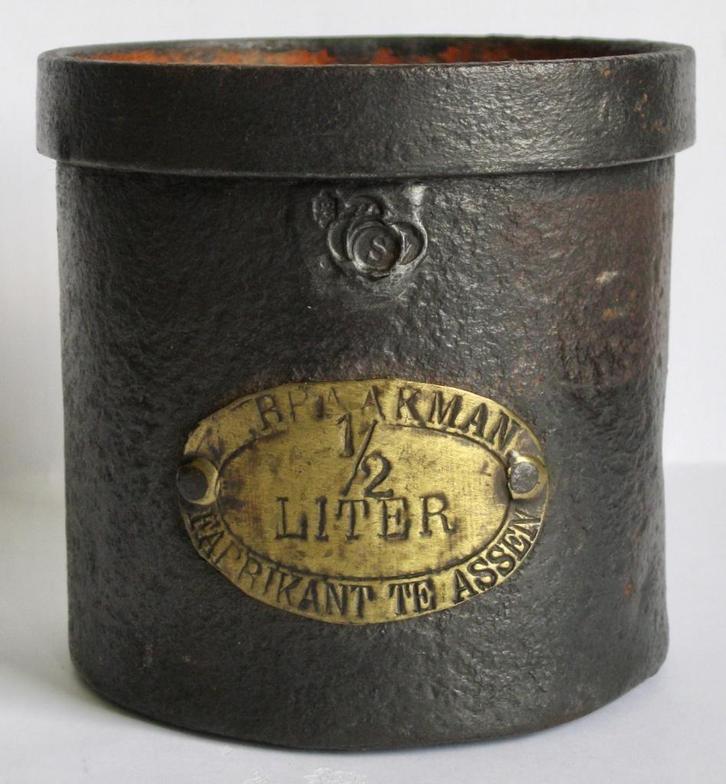 S
BRAAKMAN
1/2
LITER
FABRIKANT TE ASSEN